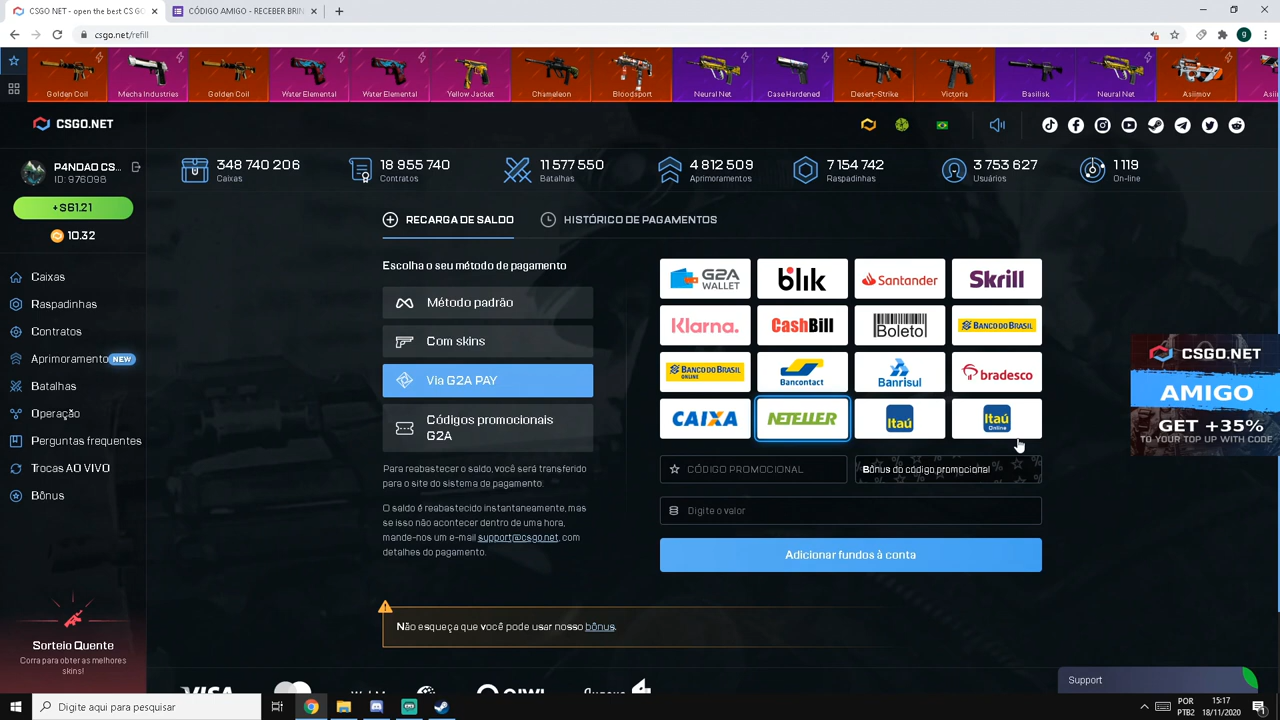 CSGO NET - open the best CS GO
CÓDIGO AMIGO - RECEBER BRIN
csgo.net/refill
g
Golden Coil
Mecha Industries
Golden Coil
Water Elemental
Water Elemental
Yellow Jacket
Chameleon
Bloodsport
Neural Net
Case Hardened
Desert-Strike
Victoria
Basilisk
Neural Net
Asiimov
Asii
CSGO.NET
P4NDAO CS...
ID: 976098
+$61.21
10.32
348 740 206
Caixas
18 955 740
Contratos
11 577 550
Batalhas
4 812 509
Aprimoramentos
7 154 742
Raspadinhas
3 753 627
Usuários
1 119
On-line
Caixas
Raspadinhas
Contratos
Aprimoramento NEW
Batalhas
Operação
Perguntas frequentes
Trocas AO VIVO
Bônus
Sorteio Quente
Corra para obter as melhores
skins!
RECARGA DE SALDO
HISTÓRICO DE PAGAMENTOS
Escolha o seu método de pagamento
Método padrão
Com skins
Via G2A PAY
Códigos promocionais
G2A
Para reabastecer o saldo, você será transferido
para o site do sistema de pagamento.
O saldo é reabastecido instantaneamente, mas
se isso não acontecer dentro de uma hora,
mande-nos um e-mail support@csgo.net, com
detalhes do pagamento.
G2A WALLET
blik
Santander
Skrill
Klarna.
CashBill
Boleto
BANCO DO BRASIL
BANCO DO BRASIL ONLINE
Bancontact
Banrisul
bradesco
CAIXA
NETELLER
Itaú
Itaú Online
CÓDIGO PROMOCIONAL
Bônus do código promocional
Digite o valor
Adicionar fundos à conta
Não esqueça que você pode usar nosso bônus.
CSGO.NET
AMIGO
GET +35%
TO YOUR TOP UP WITH CODE
VISA
QIWI
Support
Digite aqui para pesquisar
POR
PTB2
15:17
18/11/2020
1